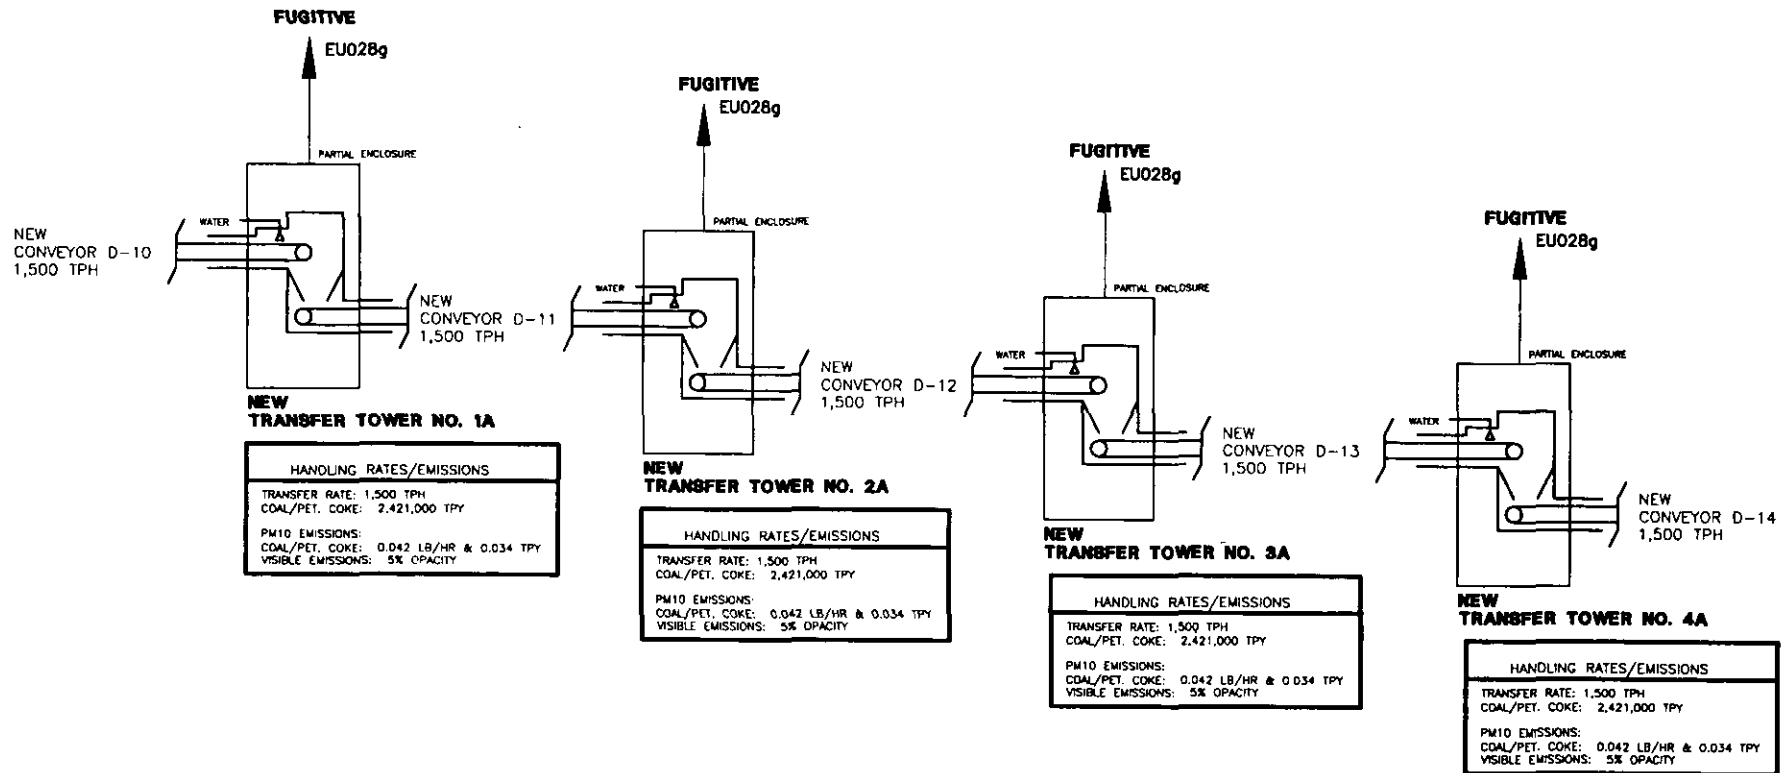 FUGITIVE
EU028g
PARTIAL ENCLOSURE
WATER
NEW
CONVEYOR D-10
1,500 TPH
NEW
CONVEYOR D-11
1,500 TPH
NEW
TRANSFER TOWER NO. 1A
HANDLING RATES/EMISSIONS
TRANSFER RATE: 1,500 TPH
COAL/PET. COKE: 2,421,000 TPY
PM10 EMISSIONS:
COAL/PET. COKE: 0.042 LB/HR & 0.034 TPY
VISIBLE EMISSIONS: 5% OPACITY
FUGITIVE
EU028g
PARTIAL ENCLOSURE
WATER
NEW
CONVEYOR D-12
1,500 TPH
NEW
TRANSFER TOWER NO. 2A
HANDLING RATES/EMISSIONS
TRANSFER RATE: 1,500 TPH
COAL/PET. COKE: 2,421,000 TPY
PM10 EMISSIONS:
COAL/PET. COKE: 0.042 LB/HR & 0.034 TPY
VISIBLE EMISSIONS: 5% OPACITY
FUGITIVE
EU028g
PARTIAL ENCLOSURE
WATER
NEW
CONVEYOR D-13
1,500 TPH
NEW
TRANSFER TOWER NO. 3A
HANDLING RATES/EMISSIONS
TRANSFER RATE: 1,500 TPH
COAL/PET. COKE: 2,421,000 TPY
PM10 EMISSIONS:
COAL/PET. COKE: 0.042 LB/HR & 0.034 TPY
VISIBLE EMISSIONS: 5% OPACITY
FUGITIVE
EU028g
PARTIAL ENCLOSURE
WATER
NEW
CONVEYOR D-14
1,500 TPH
NEW
TRANSFER TOWER NO. 4A
HANDLING RATES/EMISSIONS
TRANSFER RATE: 1,500 TPH
COAL/PET. COKE: 2,421,000 TPY
PM10 EMISSIONS:
COAL/PET. COKE: 0.042 LB/HR & 0.034 TPY
VISIBLE EMISSIONS: 5% OPACITY